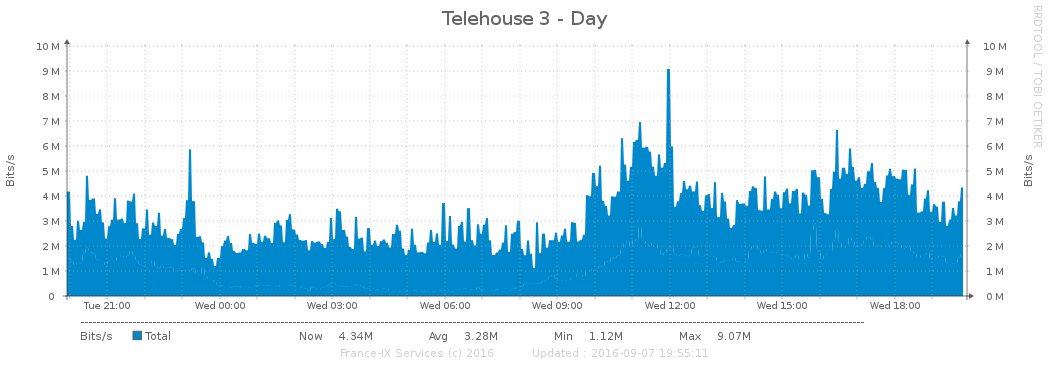 Telehouse 3 - Day
RRDTOOL / TOBI OETIKER
Bits/s
Bits/s
10 M 10 M
9 M 9 M
8 M 8 M
7 M 7 M
6 M 6 M
5 M 5 M
4 M 4 M
3 M 3 M
2 M 2 M
1 M 1 M
0 0 M
Tue 21:00 Wed 00:00 Wed 03:00 Wed 06:00 Wed 09:00 Wed 12:00 Wed 15:00 Wed 18:00
Bits/s Total Now 4.34M Avg 3.28M Min 1.12M Max 9.07M
France-IX Services (c) 2016 Updated : 2016-09-07 19:55:11